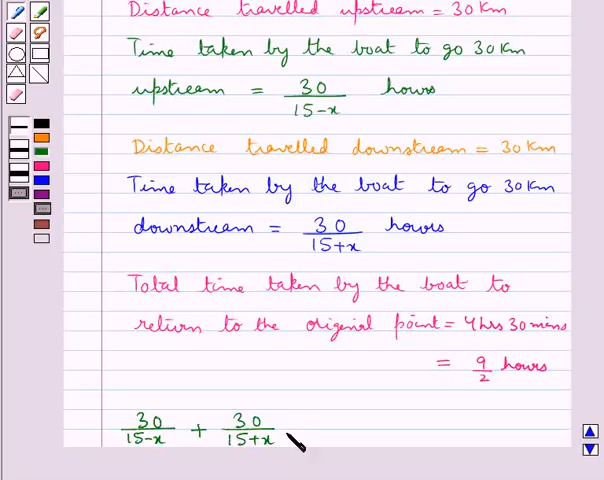 Distance travelled upstream = 30 Km
Time taken by the boat to go 30 Km
upstream = 30/(15-x) hours
Distance travelled downstream = 30 Km
Time taken by the boat to go 30 Km
downstream = 30/(15+x) hours
Total time taken by the boat to
return to the original point = 4 hrs 30 mins
= 9/2 hours
30/(15-x) + 30/(15+x)